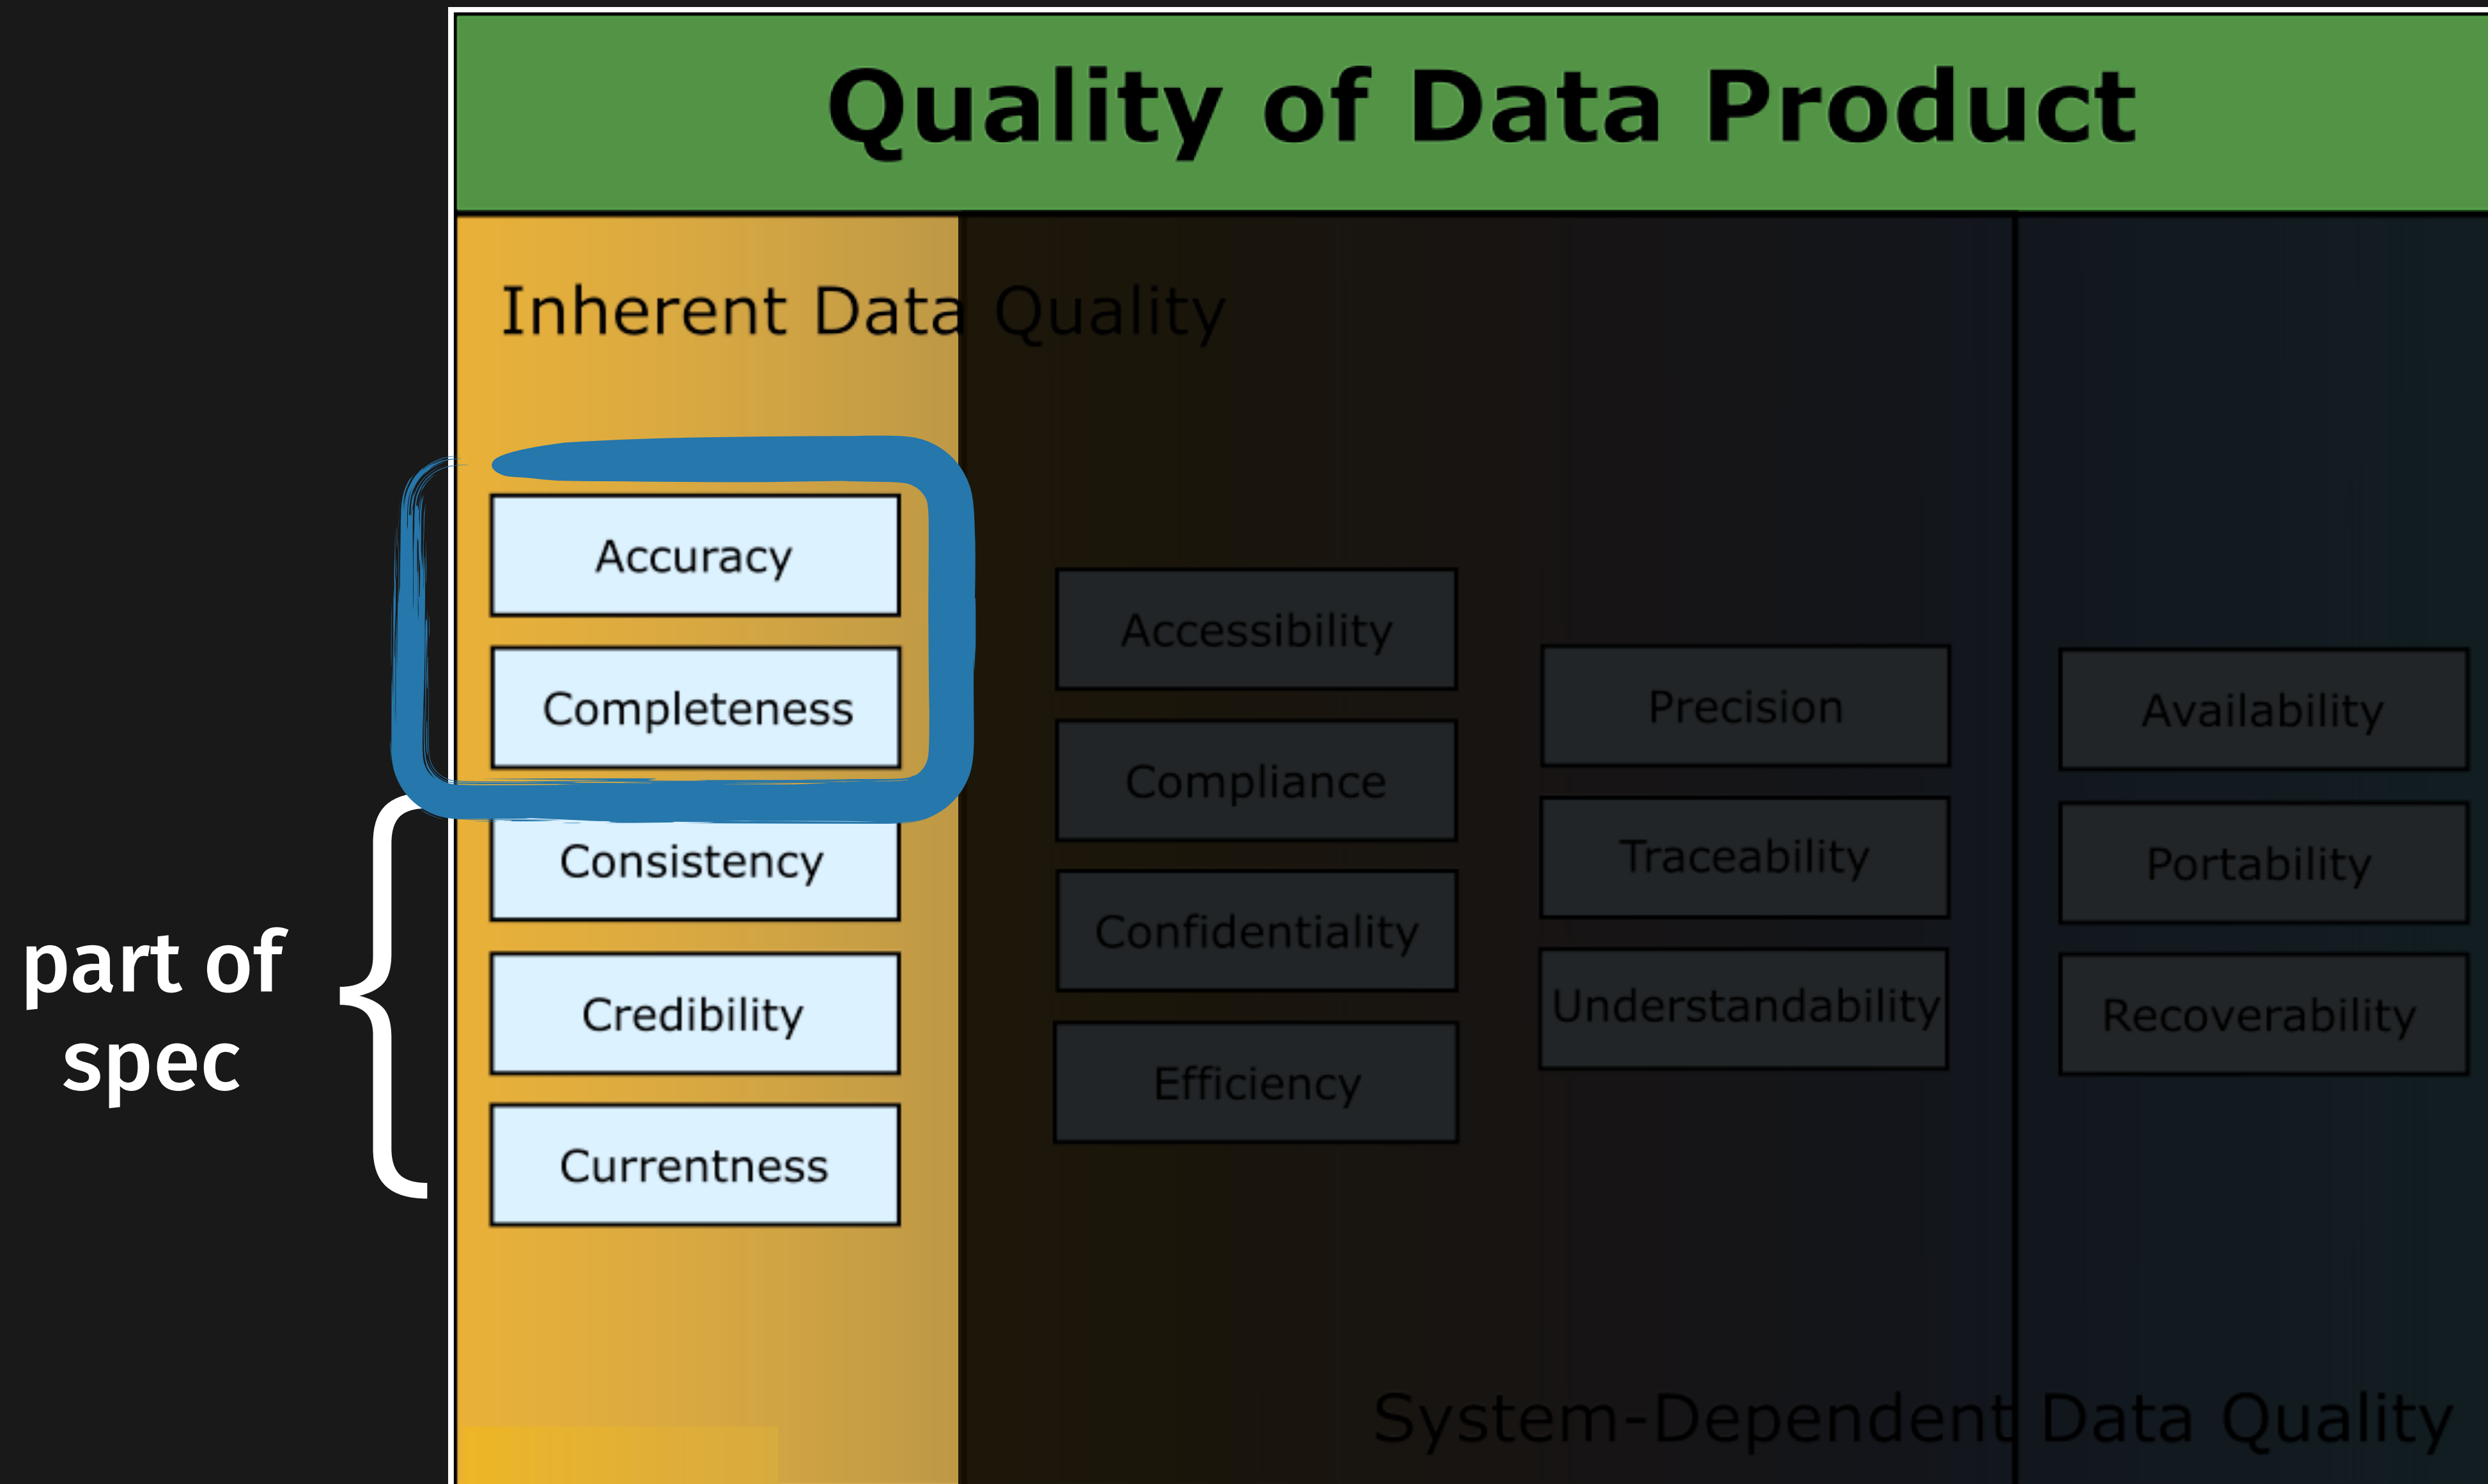 Quality of Data Product
Inherent Data Quality
Accuracy
Completeness
Consistency
Credibility
Currentness
part of
spec
Accessibility
Compliance
Confidentiality
Efficiency
Precision
Traceability
Understandability
Availability
Portability
Recoverability
System-Dependent Data Quality